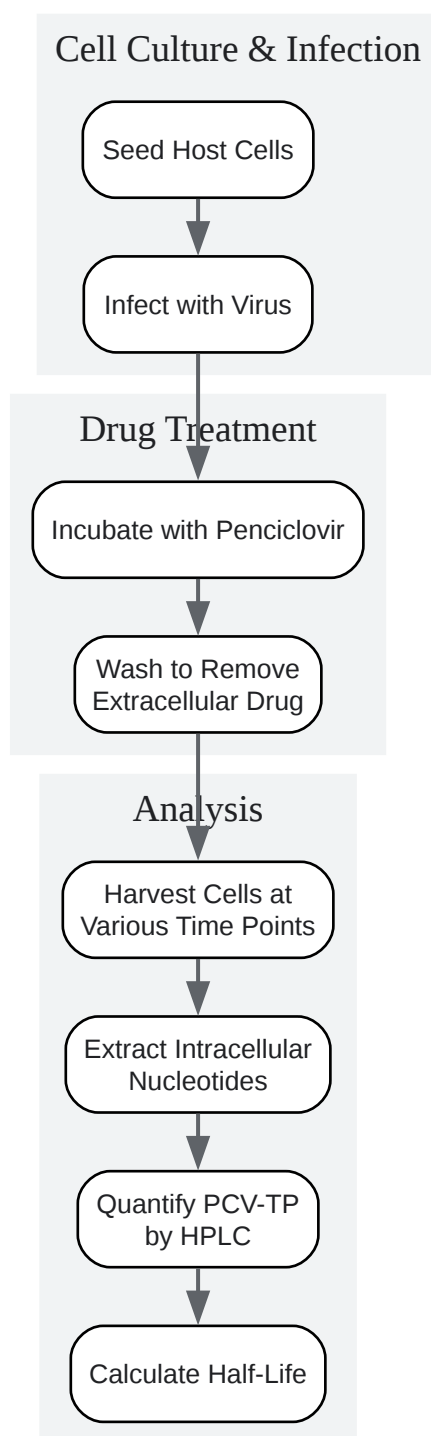 Cell Culture & Infection
Seed Host Cells
Infect with Virus
Drug Treatment
Incubate with Penciclovir
Wash to Remove
Extracellular Drug
Analysis
Harvest Cells at
Various Time Points
Extract Intracellular
Nucleotides
Quantify PCV-TP
by HPLC
Calculate Half-Life